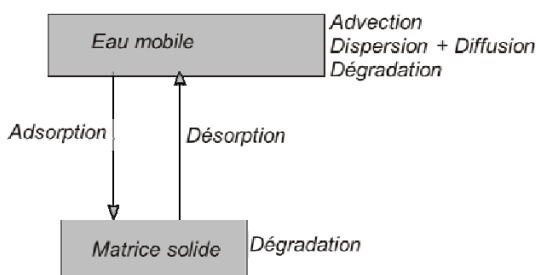 Eau mobile
Advection
Dispersion + Diffusion
Dégradation
Adsorption
Désorption
Matrice solide
Dégradation